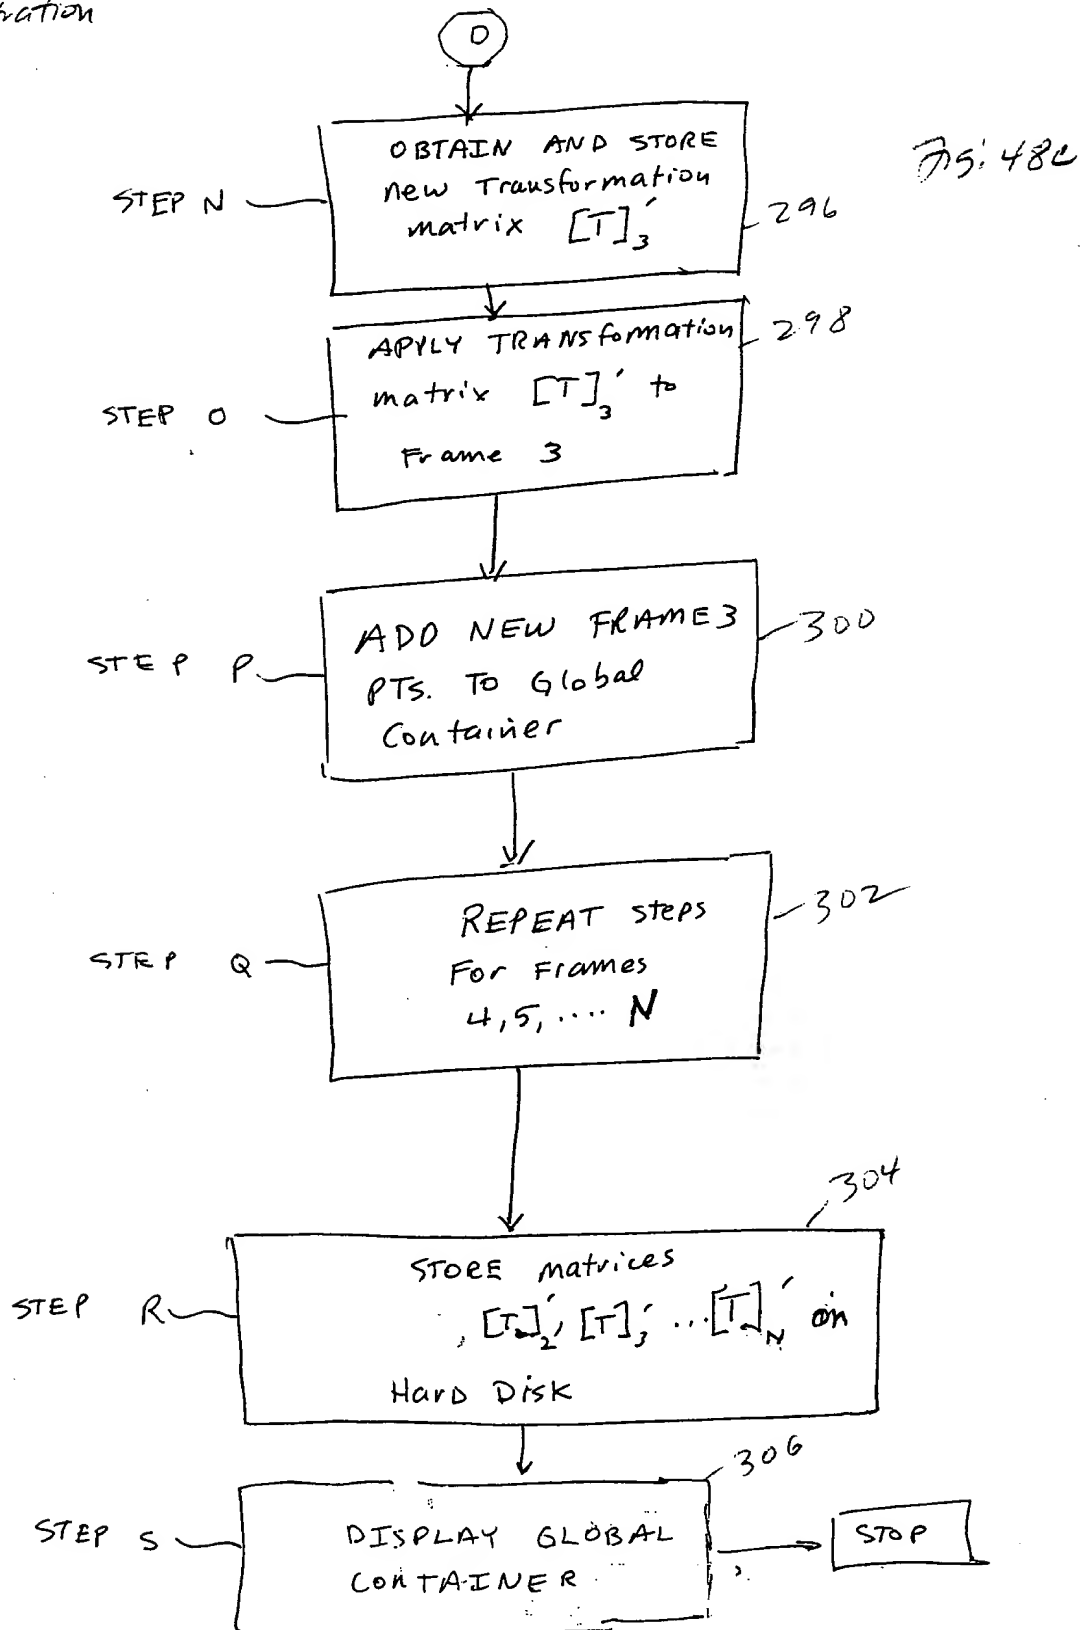 D
Fig. 48C
STEP N
OBTAIN AND STORE
new Transformation
matrix [T]₃′
296
STEP O
APPLY TRANSformation
matrix [T]₃′ to
Frame 3
298
STEP P
ADD NEW FRAME 3
PTS. TO Global
Container
300
STEP Q
REPEAT steps
For Frames
4, 5, .... N
302
STEP R
STORE matrices
, [T]₂′, [T]₃′ ...[T]N′ on
Hard Disk
304
STEP S
DISPLAY GLOBAL
CONTAINER
306
STOP